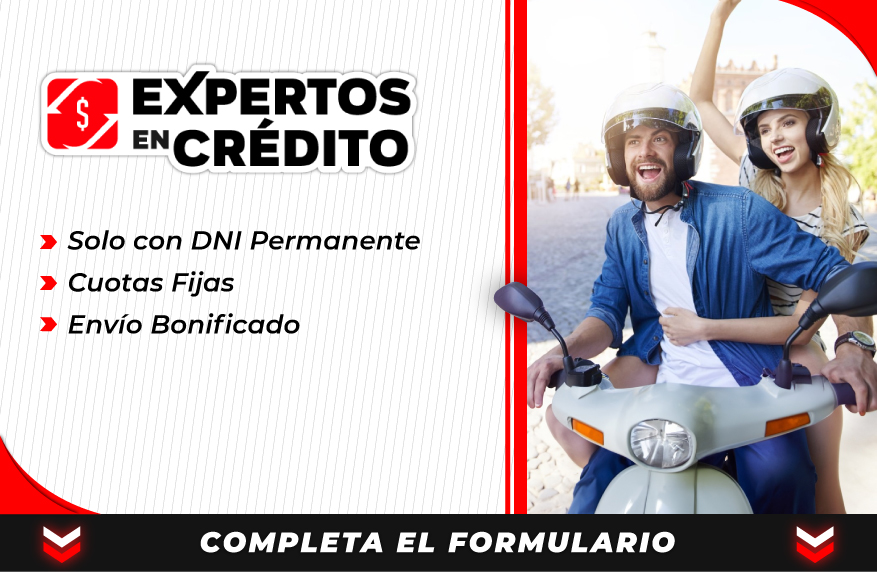 EXPERTOS
EN CRÉDITO
Solo con DNI Permanente
Cuotas Fijas
Envío Bonificado
COMPLETA EL FORMULARIO